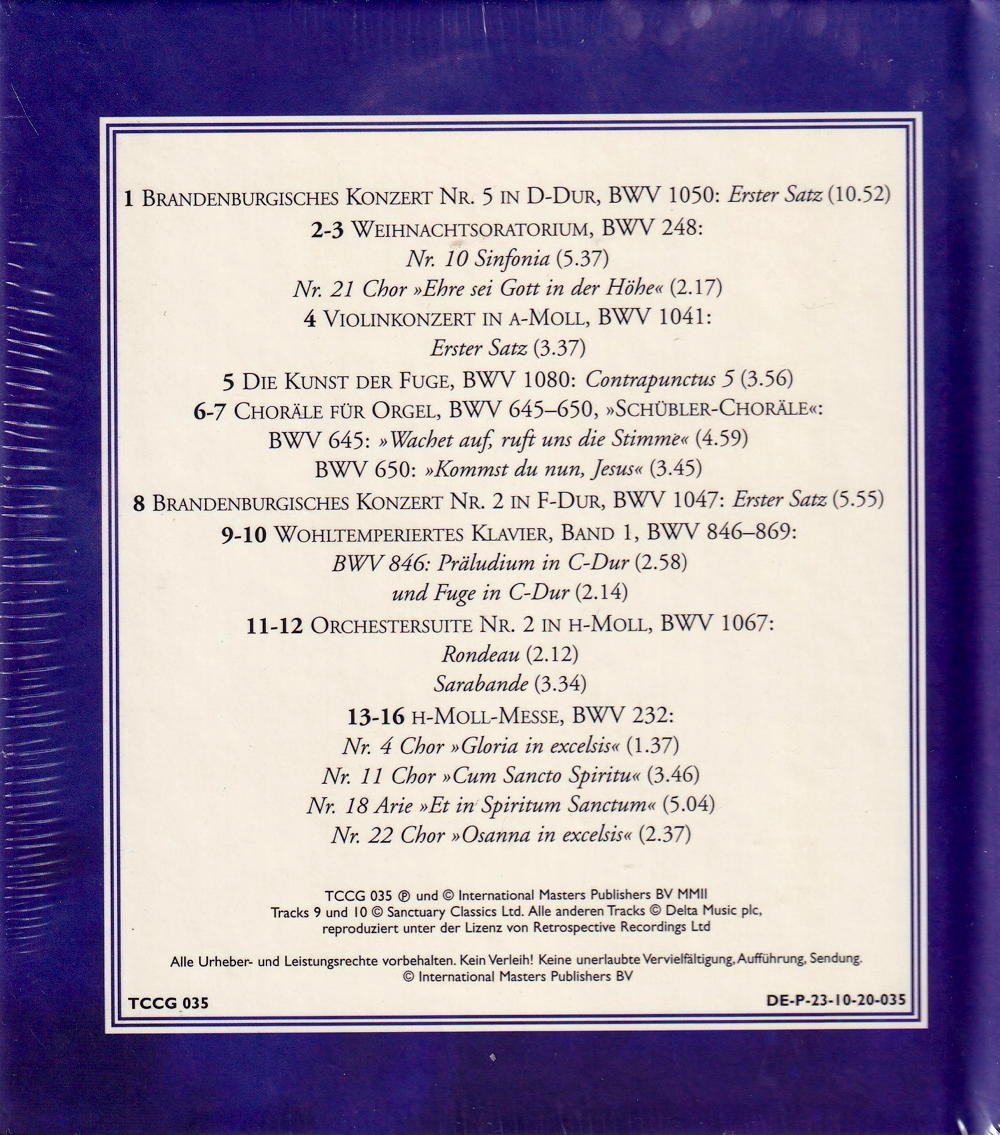 1 Brandenburgisches Konzert Nr. 5 in D-Dur, BWV 1050: Erster Satz (10.52)
2-3 Weihnachtsoratorium, BWV 248:
Nr. 10 Sinfonia (5.37)
Nr. 21 Chor »Ehre sei Gott in der Höhe« (2.17)
4 Violinkonzert in a-Moll, BWV 1041:
Erster Satz (3.37)
5 Die Kunst der Fuge, BWV 1080: Contrapunctus 5 (3.56)
6-7 Choräle für Orgel, BWV 645–650, »Schübler-Choräle«:
BWV 645: »Wachet auf, ruft uns die Stimme« (4.59)
BWV 650: »Kommst du nun, Jesus« (3.45)
8 Brandenburgisches Konzert Nr. 2 in F-Dur, BWV 1047: Erster Satz (5.55)
9-10 Wohltemperiertes Klavier, Band 1, BWV 846–869:
BWV 846: Präludium in C-Dur (2.58)
und Fuge in C-Dur (2.14)
11-12 Orchestersuite Nr. 2 in h-Moll, BWV 1067:
Rondeau (2.12)
Sarabande (3.34)
13-16 h-Moll-Messe, BWV 232:
Nr. 4 Chor »Gloria in excelsis« (1.37)
Nr. 11 Chor »Cum Sancto Spiritu« (3.46)
Nr. 18 Arie »Et in Spiritum Sanctum« (5.04)
Nr. 22 Chor »Osanna in excelsis« (2.37)
TCCG 035 ℗ und © International Masters Publishers BV MMII
Tracks 9 und 10 © Sanctuary Classics Ltd. Alle anderen Tracks © Delta Music plc,
reproduziert unter der Lizenz von Retrospective Recordings Ltd
Alle Urheber- und Leistungsrechte vorbehalten. Kein Verleih! Keine unerlaubte Vervielfältigung, Aufführung, Sendung.
© International Masters Publishers BV
TCCG 035
DE-P-23-10-20-035